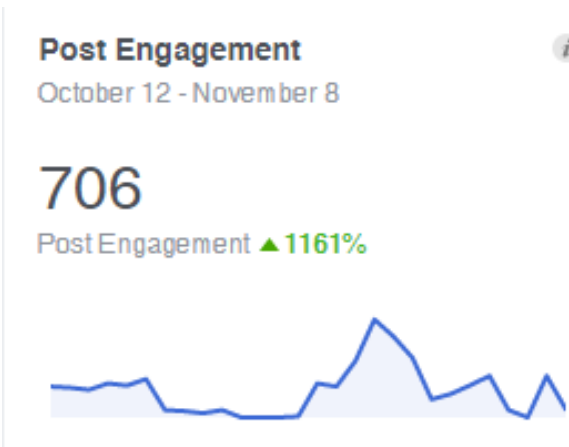 Post Engagement
i
October 12 - November 8
706
Post Engagement ▲ 1161%